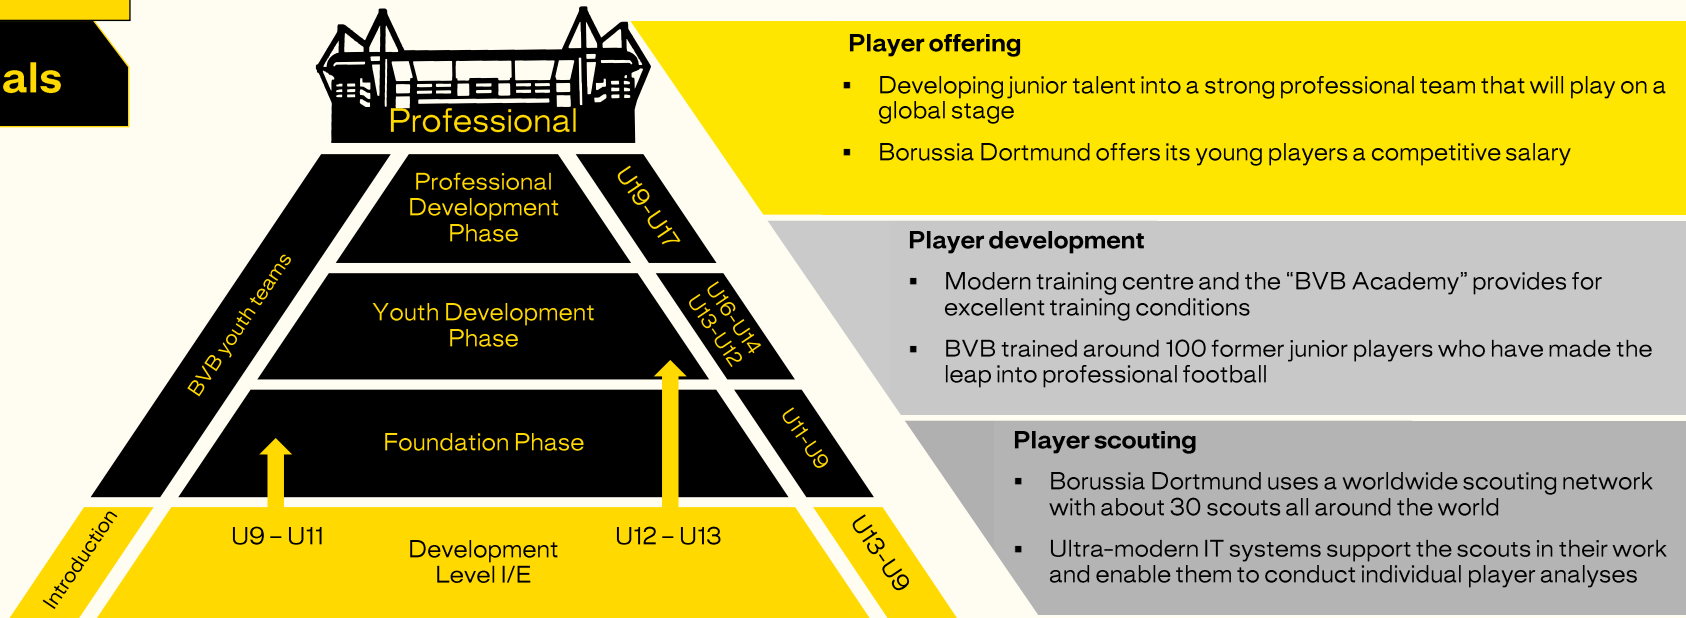 als
Professional
Professional
Development
Phase
U19-U17
BVB youth teams
Youth Development
Phase
U16-U14
U13-U12
Foundation Phase
U11-U9
Introduction
U9 – U11
Development
Level I/E
U12 – U13
U13-U9
Player offering
▪ Developing junior talent into a strong professional team that will play on a
global stage
▪ Borussia Dortmund offers its young players a competitive salary
Player development
▪ Modern training centre and the “BVB Academy” provides for
excellent training conditions
▪ BVB trained around 100 former junior players who have made the
leap into professional football
Player scouting
▪ Borussia Dortmund uses a worldwide scouting network
with about 30 scouts all around the world
▪ Ultra-modern IT systems support the scouts in their work
and enable them to conduct individual player analyses